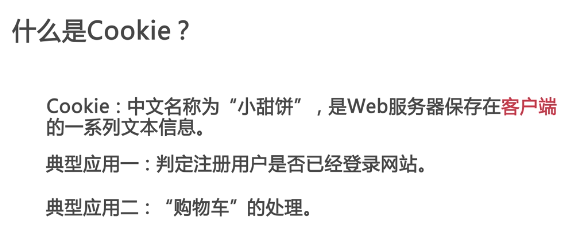 什么是Cookie？
Cookie：中文名称为“小甜饼”，是Web服务器保存在客户端
的一系列文本信息。
典型应用一：判定注册用户是否已经登录网站。
典型应用二：“购物车”的处理。